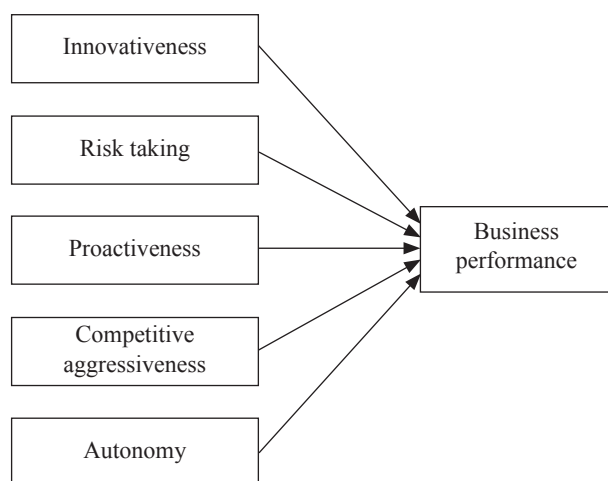 Innovativeness
Risk taking
Proactiveness
Competitive
aggressiveness
Autonomy
Business
performance